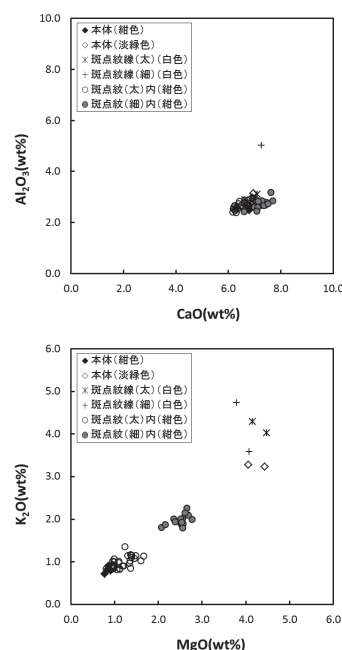 10.0
◆本体(紺色)
◇本体(淡緑色)
✳斑点紋線(太)(白色)
+斑点紋線(細)(白色)
○斑点紋(太)内(紺色)
●斑点紋(細)内(紺色)
8.0
6.0
4.0
2.0
0.0
Al₂O₃(wt%)
0.0 2.0 4.0 6.0 8.0 10.0
CaO(wt%)
6.0
◆本体(紺色)
◇本体(淡緑色)
✳斑点紋線(太)(白色)
+斑点紋線(細)(白色)
○斑点紋(太)内(紺色)
●斑点紋(細)内(紺色)
5.0
4.0
3.0
2.0
1.0
0.0
K₂O(wt%)
0.0 1.0 2.0 3.0 4.0 5.0 6.0
MgO(wt%)